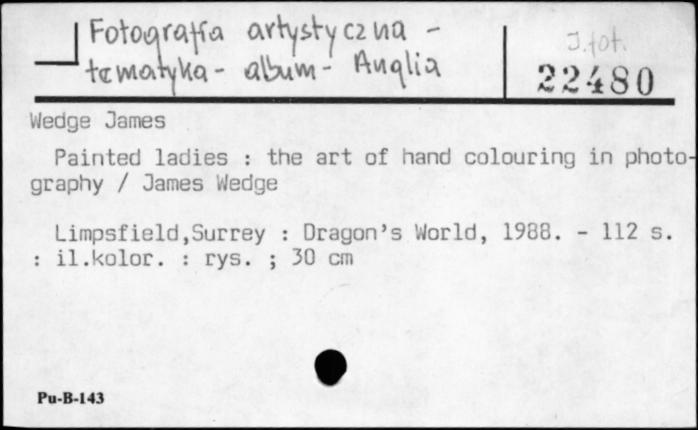 Fotografia artystyczna -
tematyka - album - Anglia
J.fot.
22480
Wedge James
Painted ladies : the art of hand colouring in photo-
graphy / James Wedge
Limpsfield,Surrey : Dragon's World, 1988. - 112 s.
: il.kolor. : rys. ; 30 cm
Pu-B-143